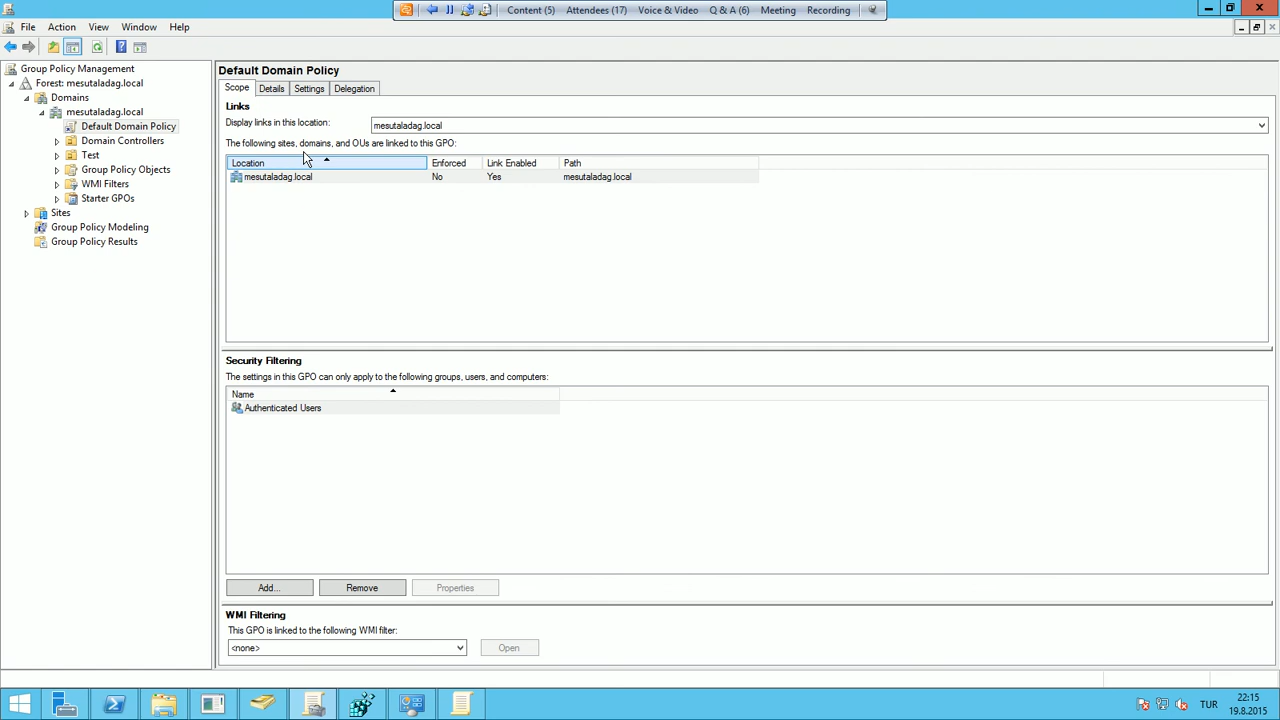 Content (5) Attendees (17) Voice & Video Q & A (6) Meeting Recording
File Action View Window Help
Group Policy Management
Forest: mesutaladag.local
Domains
mesutaladag.local
Default Domain Policy
Domain Controllers
Test
Group Policy Objects
WMI Filters
Starter GPOs
Sites
Group Policy Modeling
Group Policy Results
Default Domain Policy
Scope Details Settings Delegation
Links
Display links in this location: mesutaladag.local
The following sites, domains, and OUs are linked to this GPO:
Location Enforced Link Enabled Path
mesutaladag.local No Yes mesutaladag.local
Security Filtering
The settings in this GPO can only apply to the following groups, users, and computers:
Name
Authenticated Users
Add... Remove Properties
WMI Filtering
This GPO is linked to the following WMI filter:
<none> Open
TUR 22:15
19.8.2015